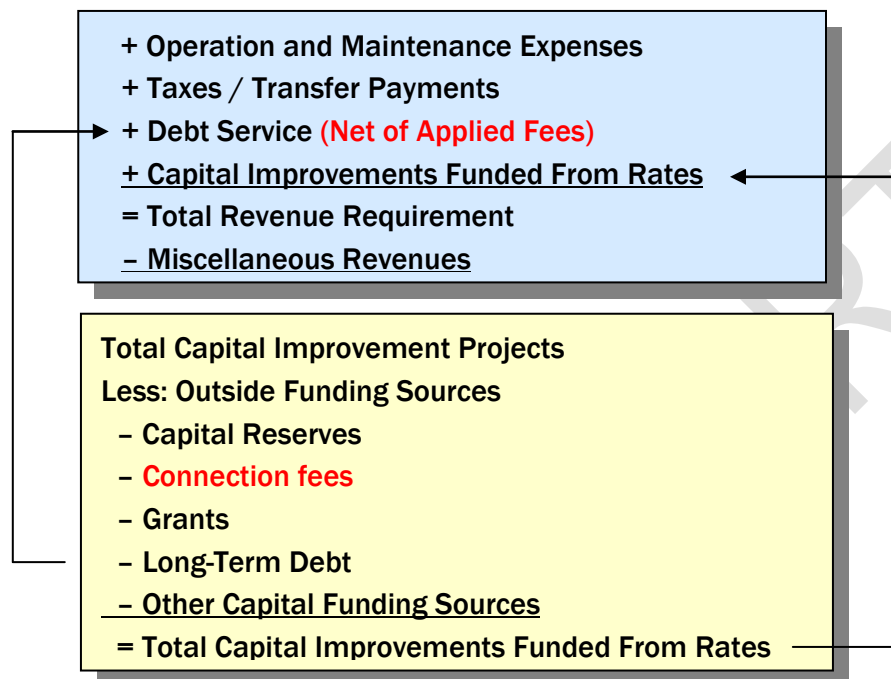 + Operation and Maintenance Expenses
+ Taxes / Transfer Payments
+ Debt Service (Net of Applied Fees)
+ Capital Improvements Funded From Rates
= Total Revenue Requirement
– Miscellaneous Revenues
Total Capital Improvement Projects
Less: Outside Funding Sources
– Capital Reserves
– Connection fees
– Grants
– Long-Term Debt
– Other Capital Funding Sources
= Total Capital Improvements Funded From Rates